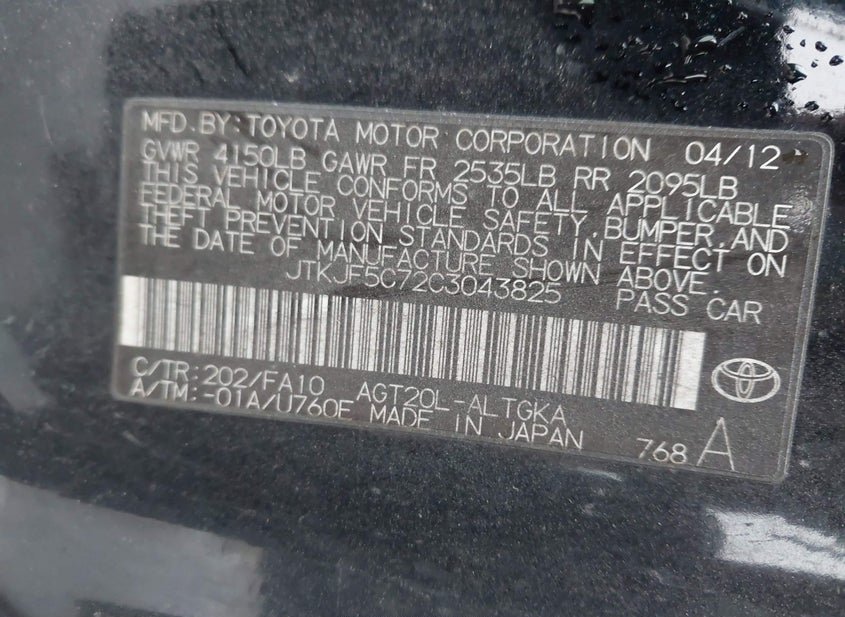 MFD. BY: TOYOTA MOTOR CORPORATION 04/12
GVWR 4150LB GAWR FR 2535LB RR 2095LB
THIS VEHICLE CONFORMS TO ALL APPLICABLE
FEDERAL MOTOR VEHICLE SAFETY, BUMPER, AND
THEFT PREVENTION STANDARDS IN EFFECT ON
THE DATE OF MANUFACTURE SHOWN ABOVE.
JTKJF5C72C3043825 PASS CAR
C/TR: 202/FA10 AGT20L-ALTGKA
A/TM: -01A/U760E MADE IN JAPAN
768 A